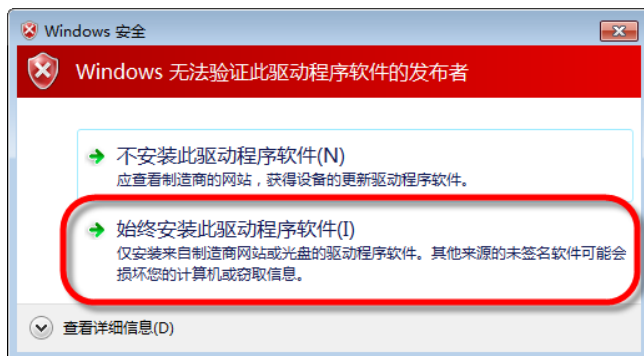 Windows 安全
Windows 无法验证此驱动程序软件的发布者
不安装此驱动程序软件(N)
应查看制造商的网站，获得设备的更新驱动程序软件。
始终安装此驱动程序软件(I)
仅安装来自制造商网站或光盘的驱动程序软件。其他来源的未签名软件可能会
损坏您的计算机或窃取信息。
查看详细信息(D)